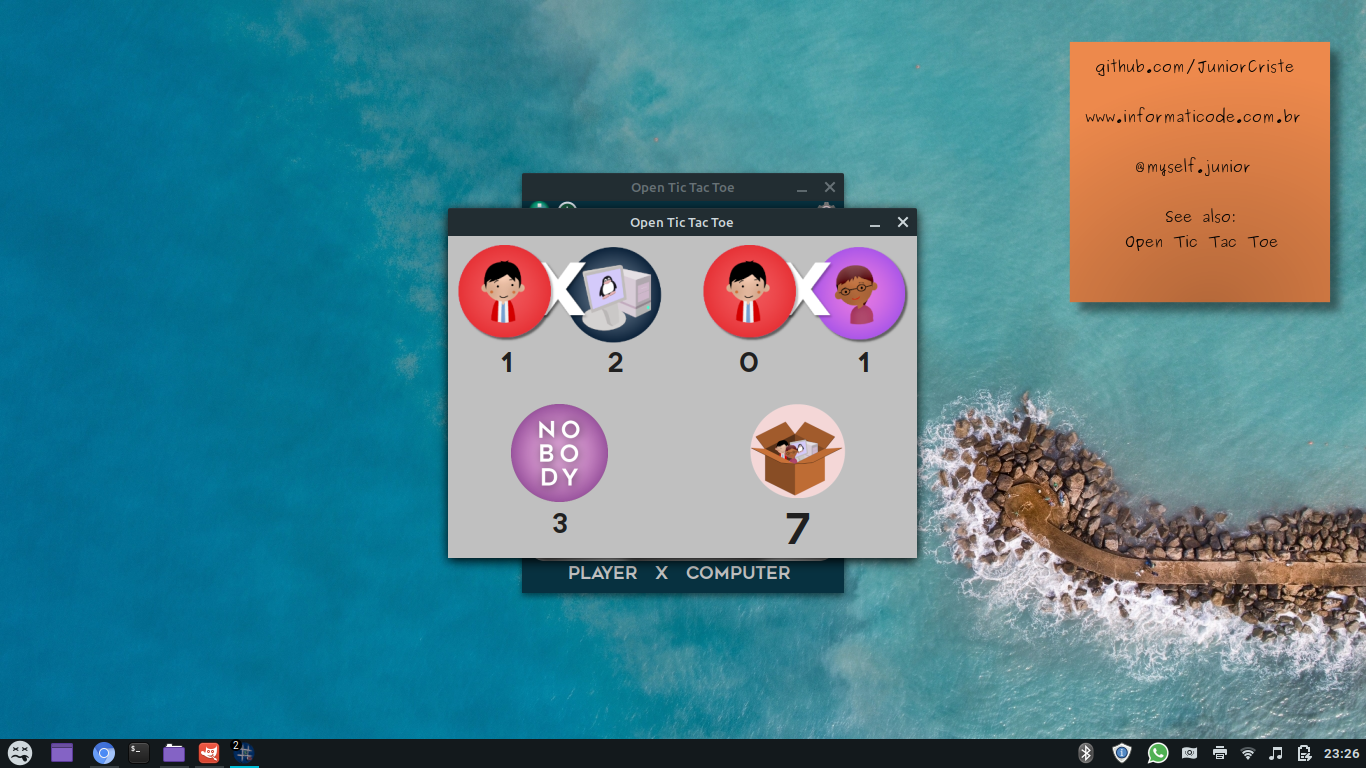 github.com/JuniorCriste
www.informaticode.com.br
@myself.junior
See also:
Open Tic Tac Toe
Open Tic Tac Toe
Open Tic Tac Toe
X X
1 2 0 1
NO
BO
DY
3 7
PLAYER X COMPUTER
$_
2
23:26